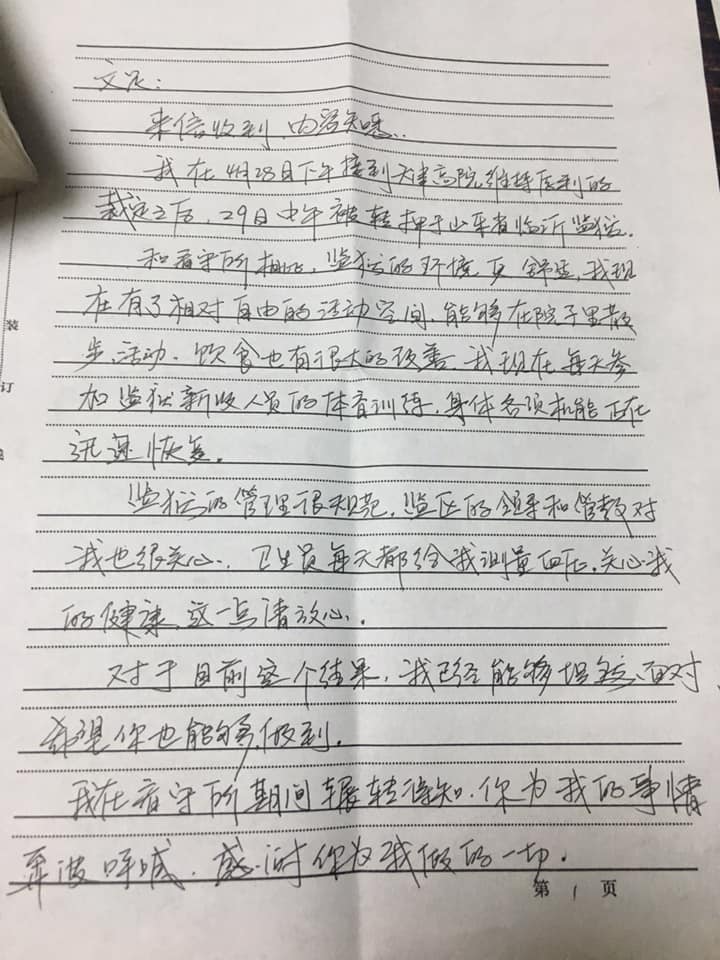 文足:
来信收到，内容知悉。
我在4月28日下午接到天津高院维持原判的
裁定之后，29日中午被转押于山东省临沂监狱。
和看守所相比，监狱的环境更舒适，我现
在有了相对自由的活动空间，能够在院子里散
步、活动。饮食也有很大的改善。我现在每天参
加监狱新收人员的体育训练，身体各项机能正在
迅速恢复。
监狱的管理很规范，监区的领导和管教对
我也很关心，卫生员每天都给我测量血压，关心我
的健康，这一点请放心。
对于目前这个结果，我已经能够坦然面对
希望你也能够做到。
我在看守所期间辗转得知，你为我的事情
奔波呼喊，感谢你为我做的一切。
第 1 页
装
订